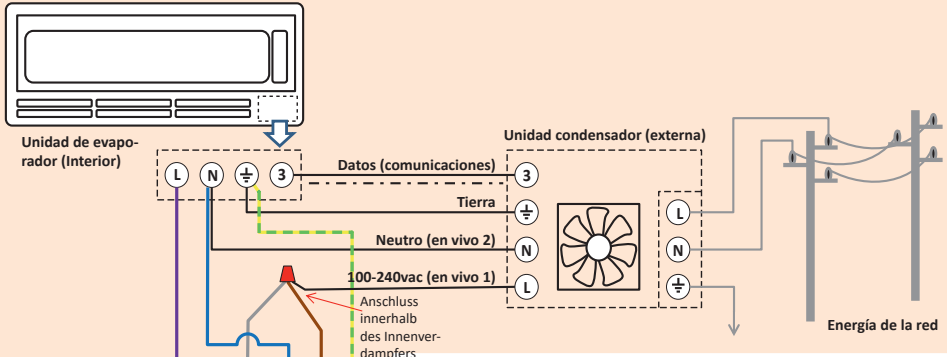 Unidad de evapo-
rador (Interior)
L N 3
Datos (comunicaciones)
Tierra
Neutro (en vivo 2)
100-240vac (en vivo 1)
Anschluss
innerhalb
des Innenver-
dampfers
Unidad condensador (externa)
3
N
L
L
N
Energía de la red